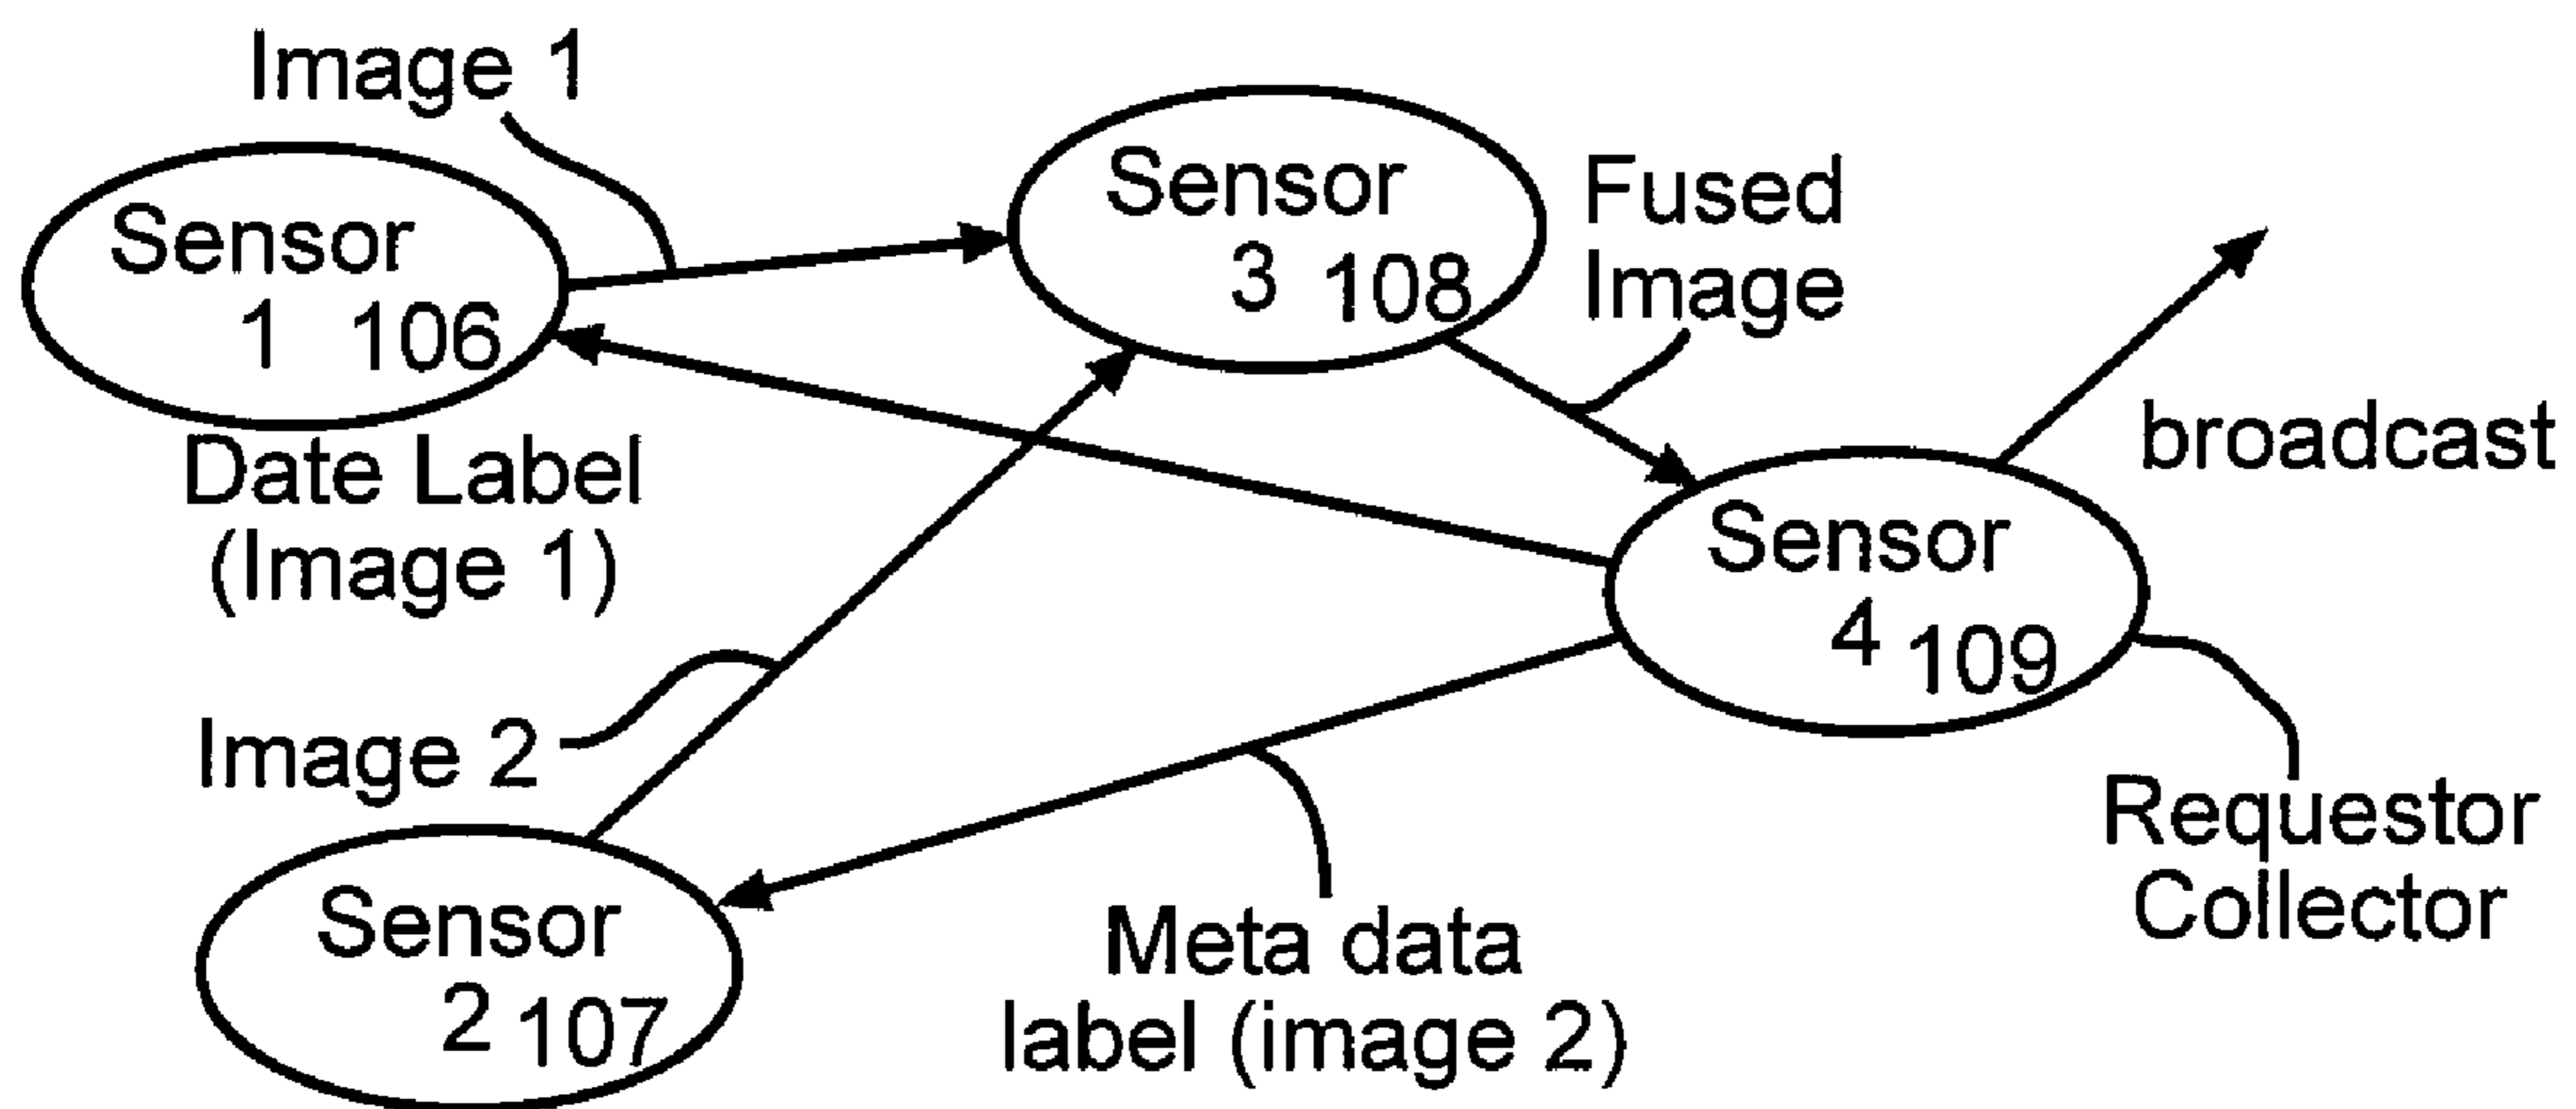 Image 1
Sensor
1 106
Date Label
(Image 1)
Sensor
3 108
Fused
Image
broadcast
Sensor
4 109
Requestor
Collector
Image 2
Sensor
2 107
Meta data
label (image 2)